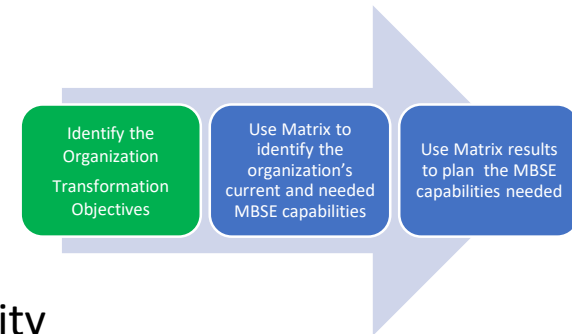 Identify the
Organization
Transformation
Objectives
Use Matrix to
identify the
organization's
current and needed
MBSE capabilities
Use Matrix results
to plan the MBSE
capabilities needed
ity